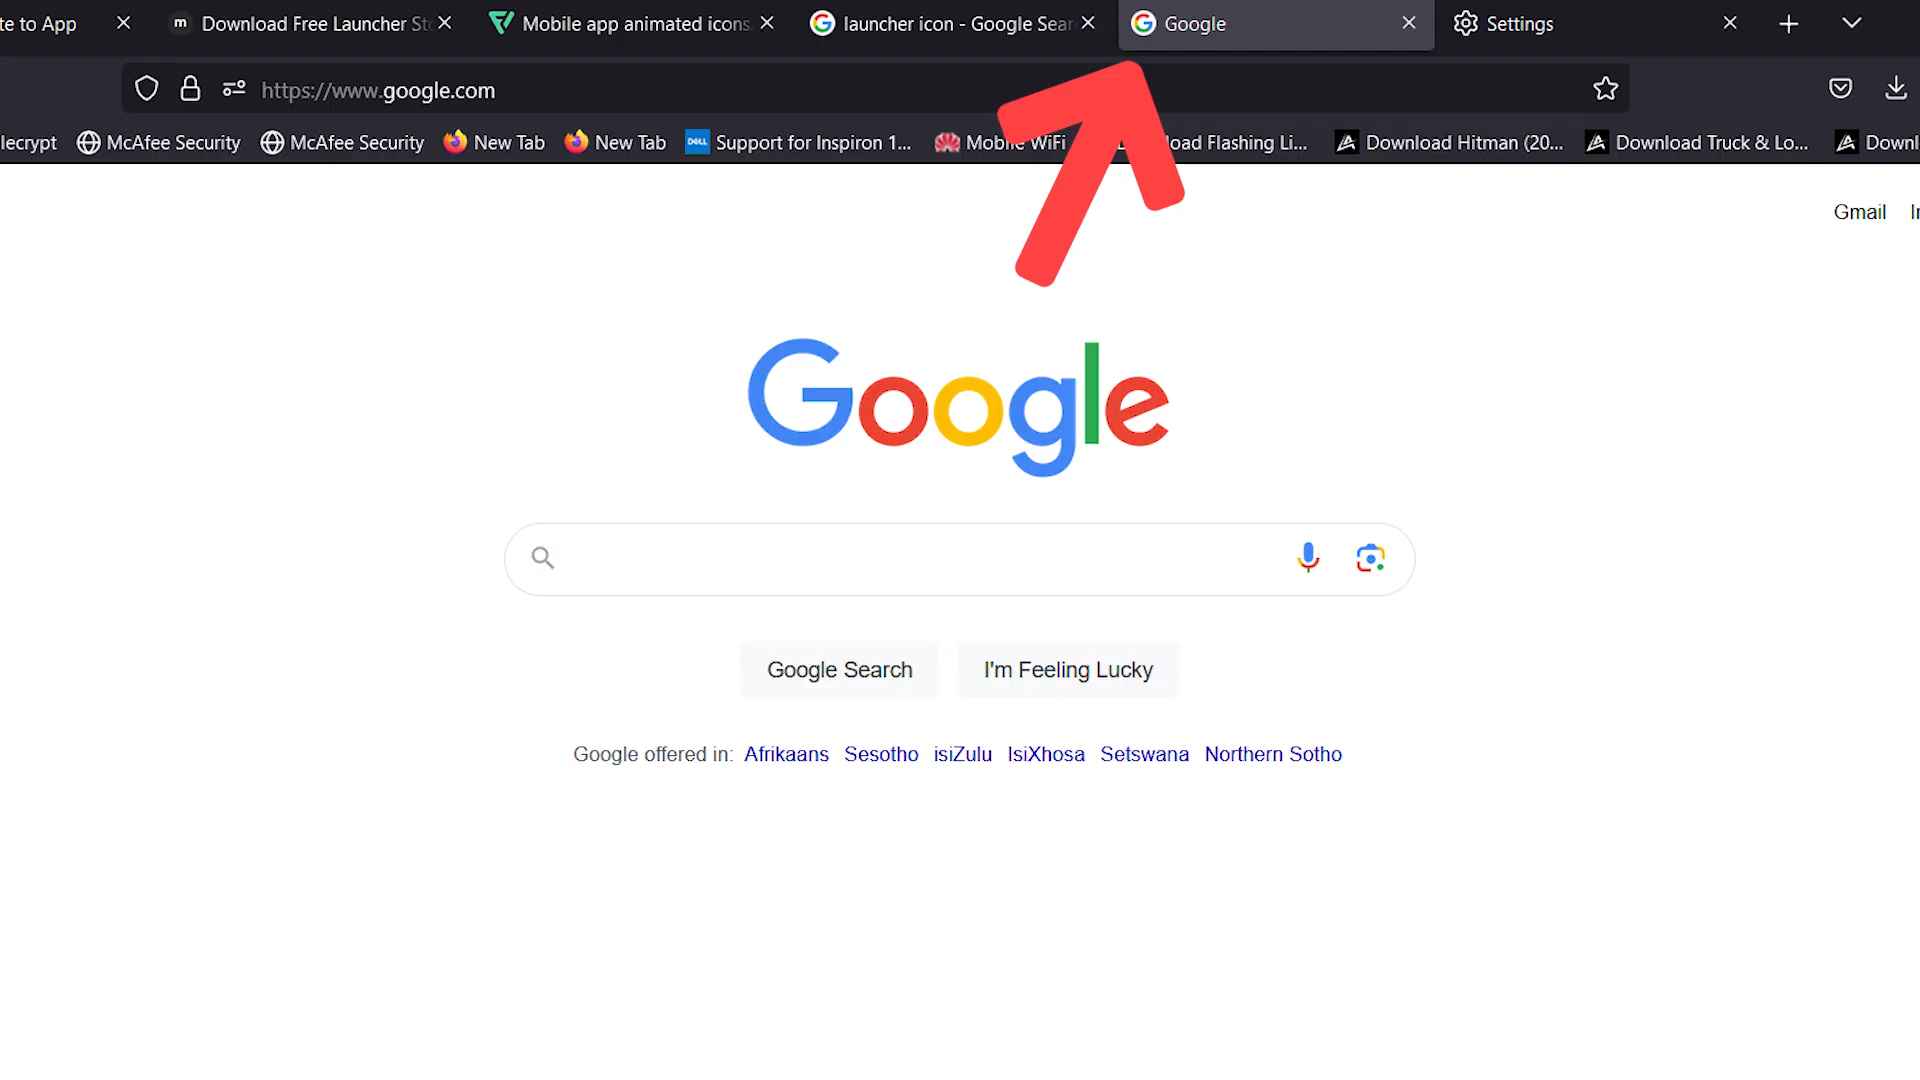 te to App
m Download Free Launcher St
Mobile app animated icons.
launcher icon - Google Sear
Google
Settings
https://www.google.com
lecrypt
McAfee Security
McAfee Security
New Tab
New Tab
DELL Support for Inspiron 1...
Mobile WiFi
load Flashing Li...
Download Hitman (20...
Download Truck & Lo...
Downl
Gmail
Google
Google Search
I'm Feeling Lucky
Google offered in: Afrikaans Sesotho isiZulu IsiXhosa Setswana Northern Sotho